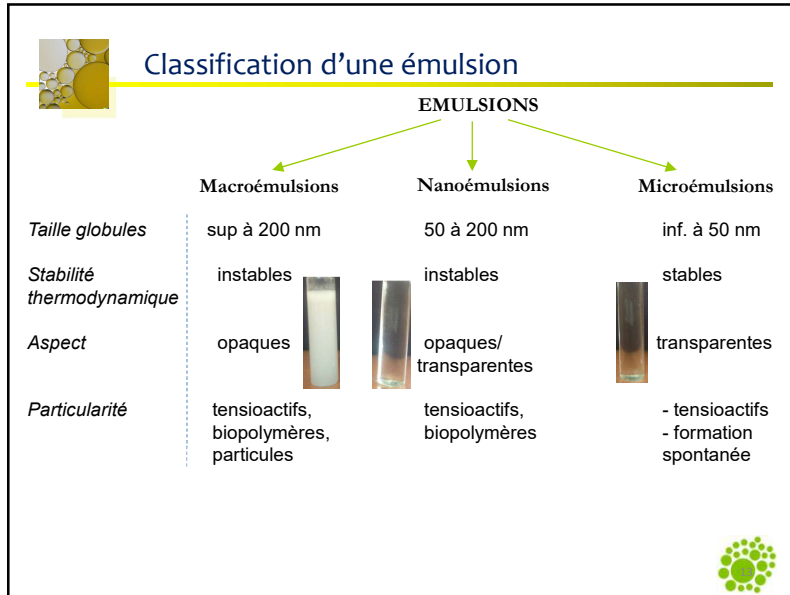 Classification d'une émulsion
EMULSIONS
Macroémulsions Nanoémulsions Microémulsions
Taille globules sup à 200 nm 50 à 200 nm inf. à 50 nm
Stabilité instables instables stables
thermodynamique
Aspect opaques opaques/ transparentes
transparentes
Particularité tensioactifs, tensioactifs, - tensioactifs
biopolymères, biopolymères - formation
particules spontanée